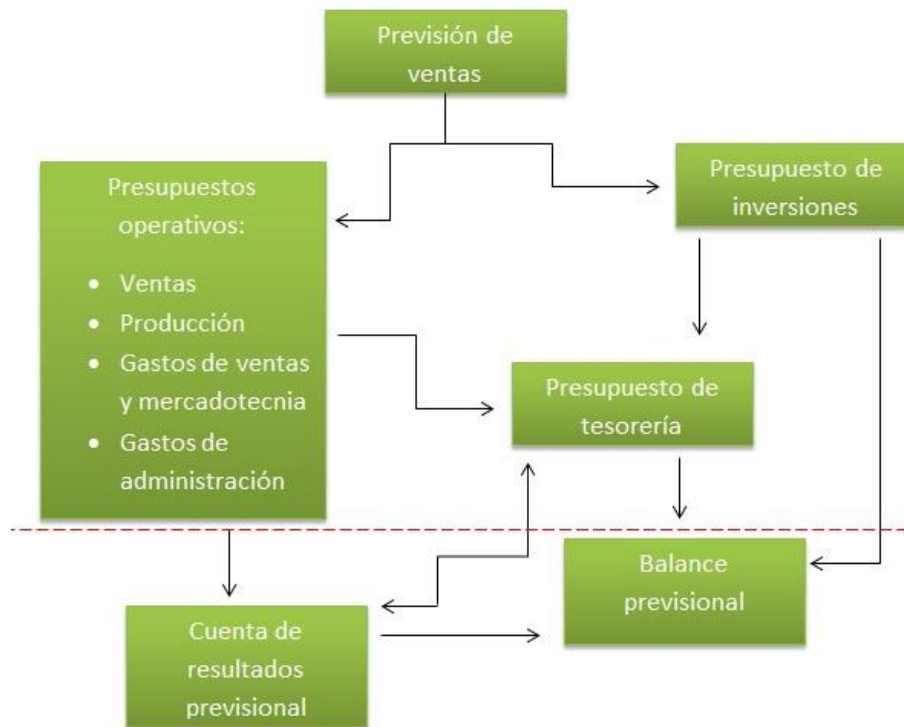 Previsión de
ventas
Presupuesto de
inversiones
Presupuestos
operativos:
• Ventas
• Producción
• Gastos de ventas
y mercadotecnia
• Gastos de
administración
Presupuesto de
tesorería
Balance
previsional
Cuenta de
resultados
previsional